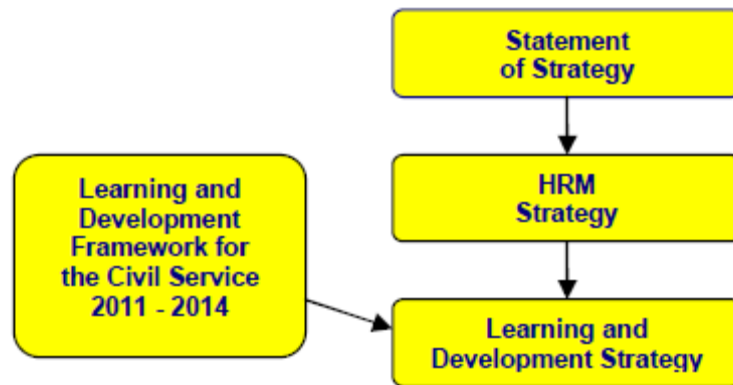 Statement
of Strategy
HRM
Strategy
Learning and
Development
Framework for
the Civil Service
2011 - 2014
Learning and
Development Strategy